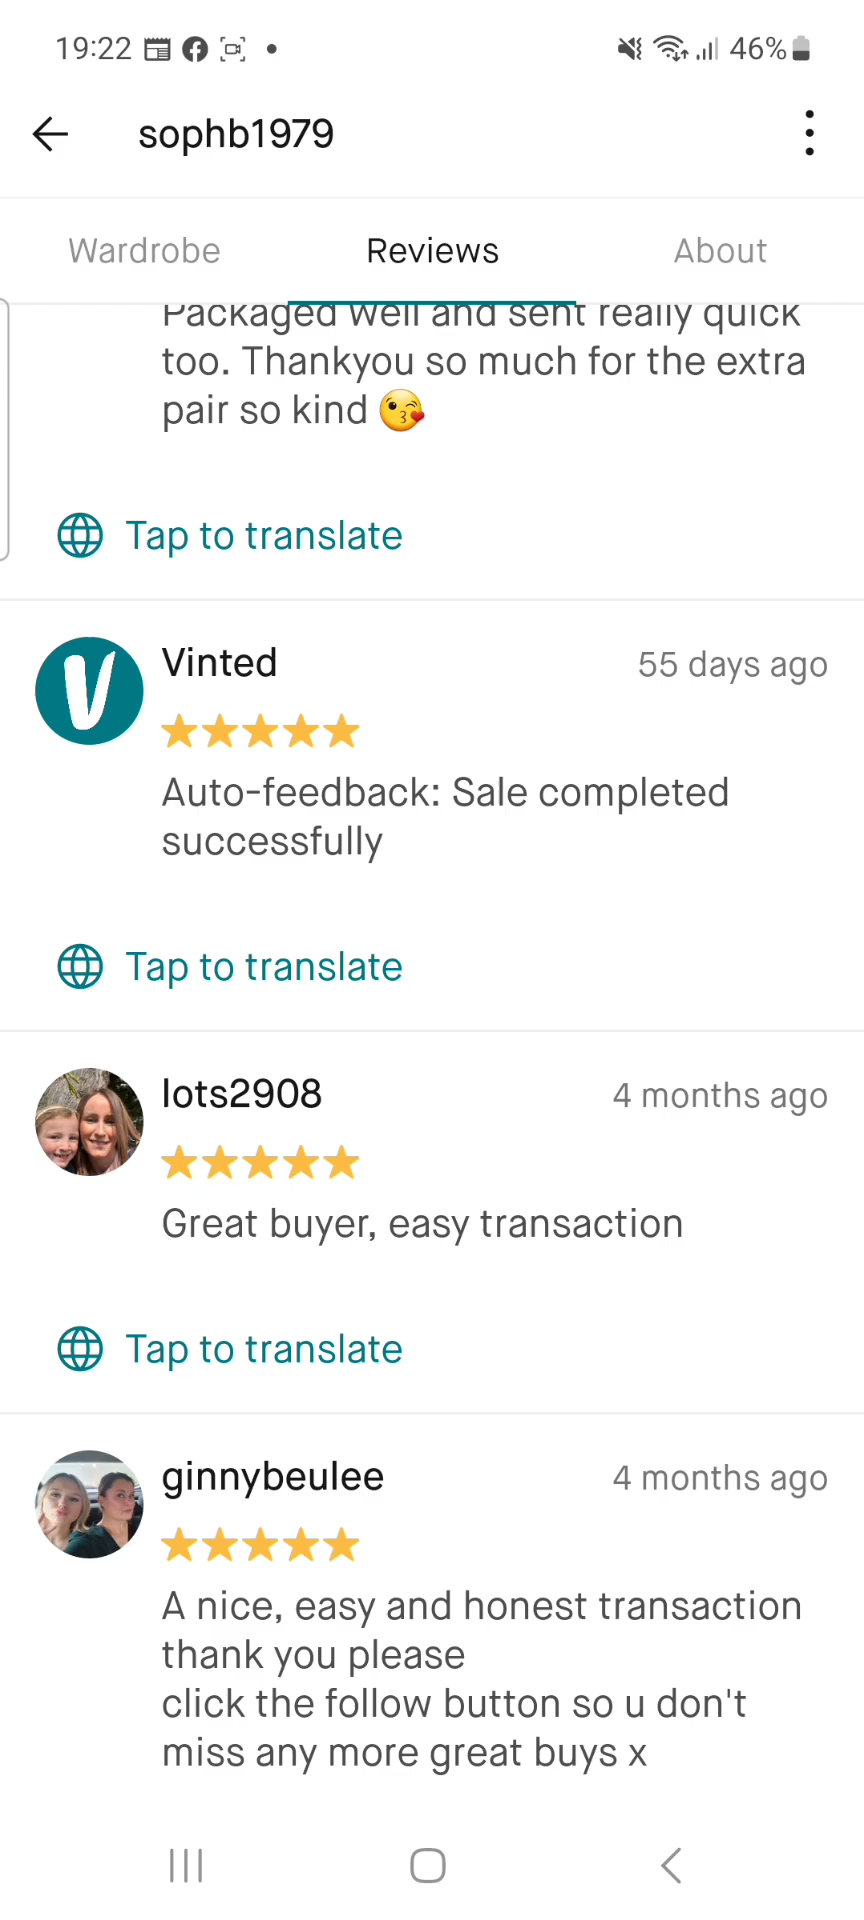 19:22
46%
sophb1979
Wardrobe
Reviews
About
Packaged well and sent really quick
too. Thankyou so much for the extra
pair so kind 😘
Tap to translate
Vinted
55 days ago
Auto-feedback: Sale completed
successfully
Tap to translate
lots2908
4 months ago
Great buyer, easy transaction
Tap to translate
ginnybeulee
4 months ago
A nice, easy and honest transaction
thank you please
click the follow button so u don't
miss any more great buys x